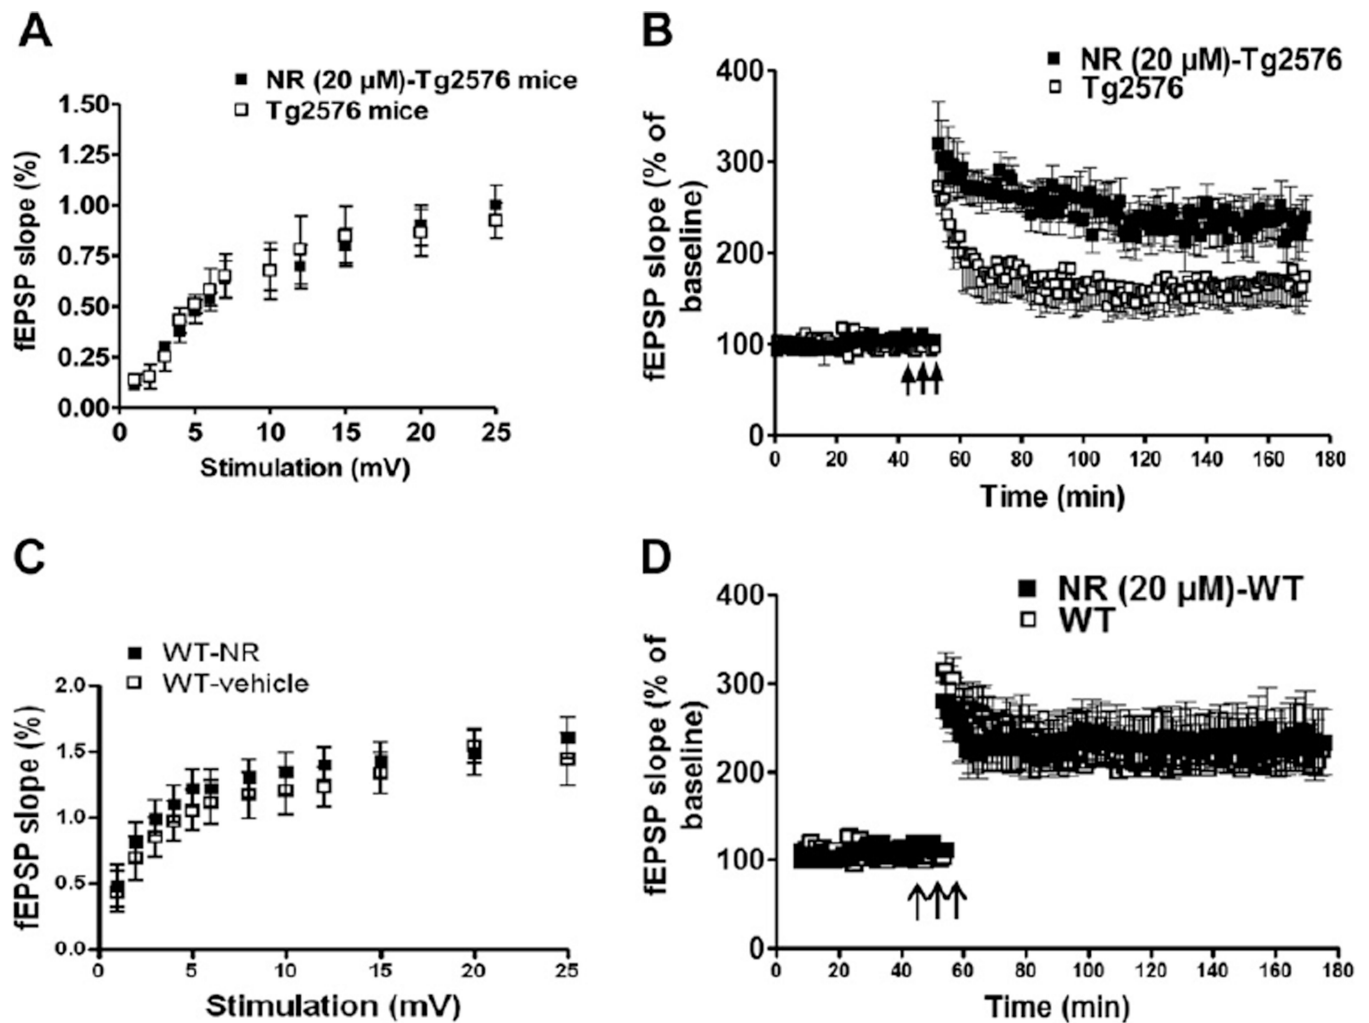 A
NR (20 µM)-Tg2576 mice
Tg2576 mice
fEPSP slope (%)
1.50
1.25
1.00
0.75
0.50
0.25
0.00
0 5 10 15 20 25
Stimulation (mV)
B
NR (20 µM)-Tg2576
Tg2576
fEPSP slope (% of
baseline)
400
300
200
100
0
0 20 40 60 80 100 120 140 160 180
Time (min)
C
WT-NR
WT-vehicle
fEPSP slope (%)
2.0
1.5
1.0
0.5
0.0
0 5 10 15 20 25
Stimulation (mV)
D
NR (20 µM)-WT
WT
fEPSP slope (% of
baseline)
400
300
200
100
0
0 20 40 60 80 100 120 140 160 180
Time (min)